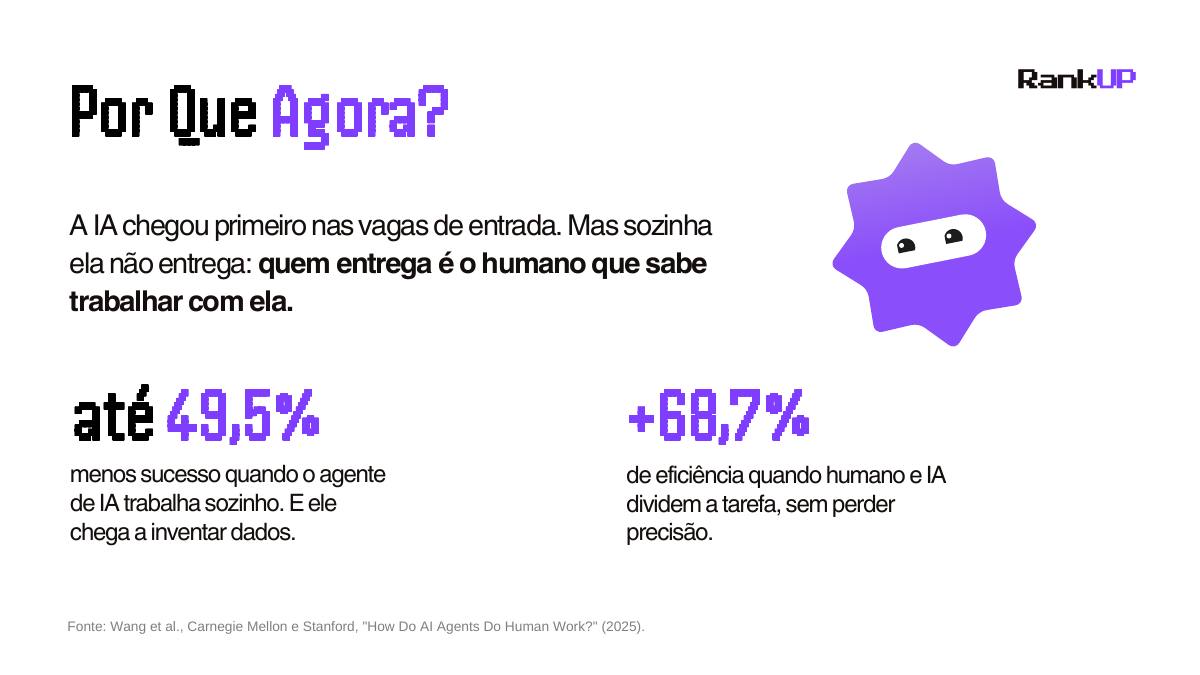 RankUP
Por Que Agora?
A IA chegou primeiro nas vagas de entrada. Mas sozinha
ela não entrega: quem entrega é o humano que sabe
trabalhar com ela.
até 49,5%
menos sucesso quando o agente
de IA trabalha sozinho. E ele
chega a inventar dados.
+68,7%
de eficiência quando humano e IA
dividem a tarefa, sem perder
precisão.
Fonte: Wang et al., Carnegie Mellon e Stanford, "How Do AI Agents Do Human Work?" (2025).